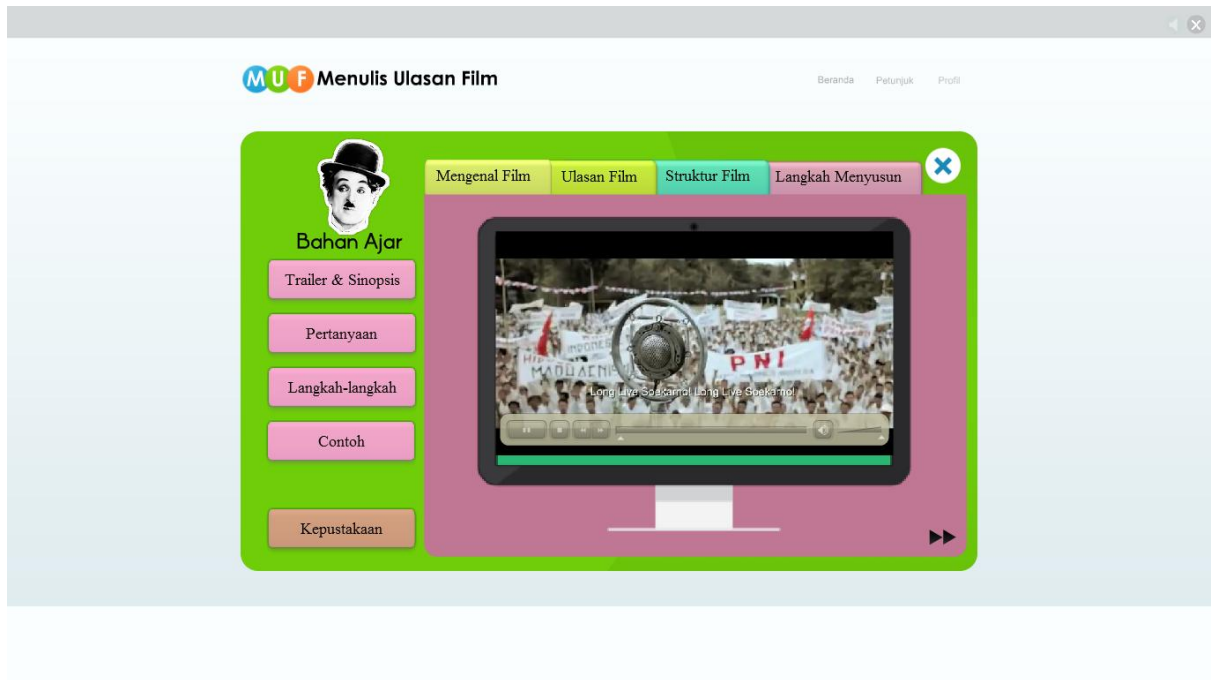 MUF Menulis Ulasan Film
Beranda Petunjuk Profil
Mengenal Film Ulasan Film Struktur Film Langkah Menyusun
Bahan Ajar
Trailer & Sinopsis
Pertanyaan
Langkah-langkah
Contoh
Kepustakaan
PNI
Long Live Soekarno! Long Live Soekarno!